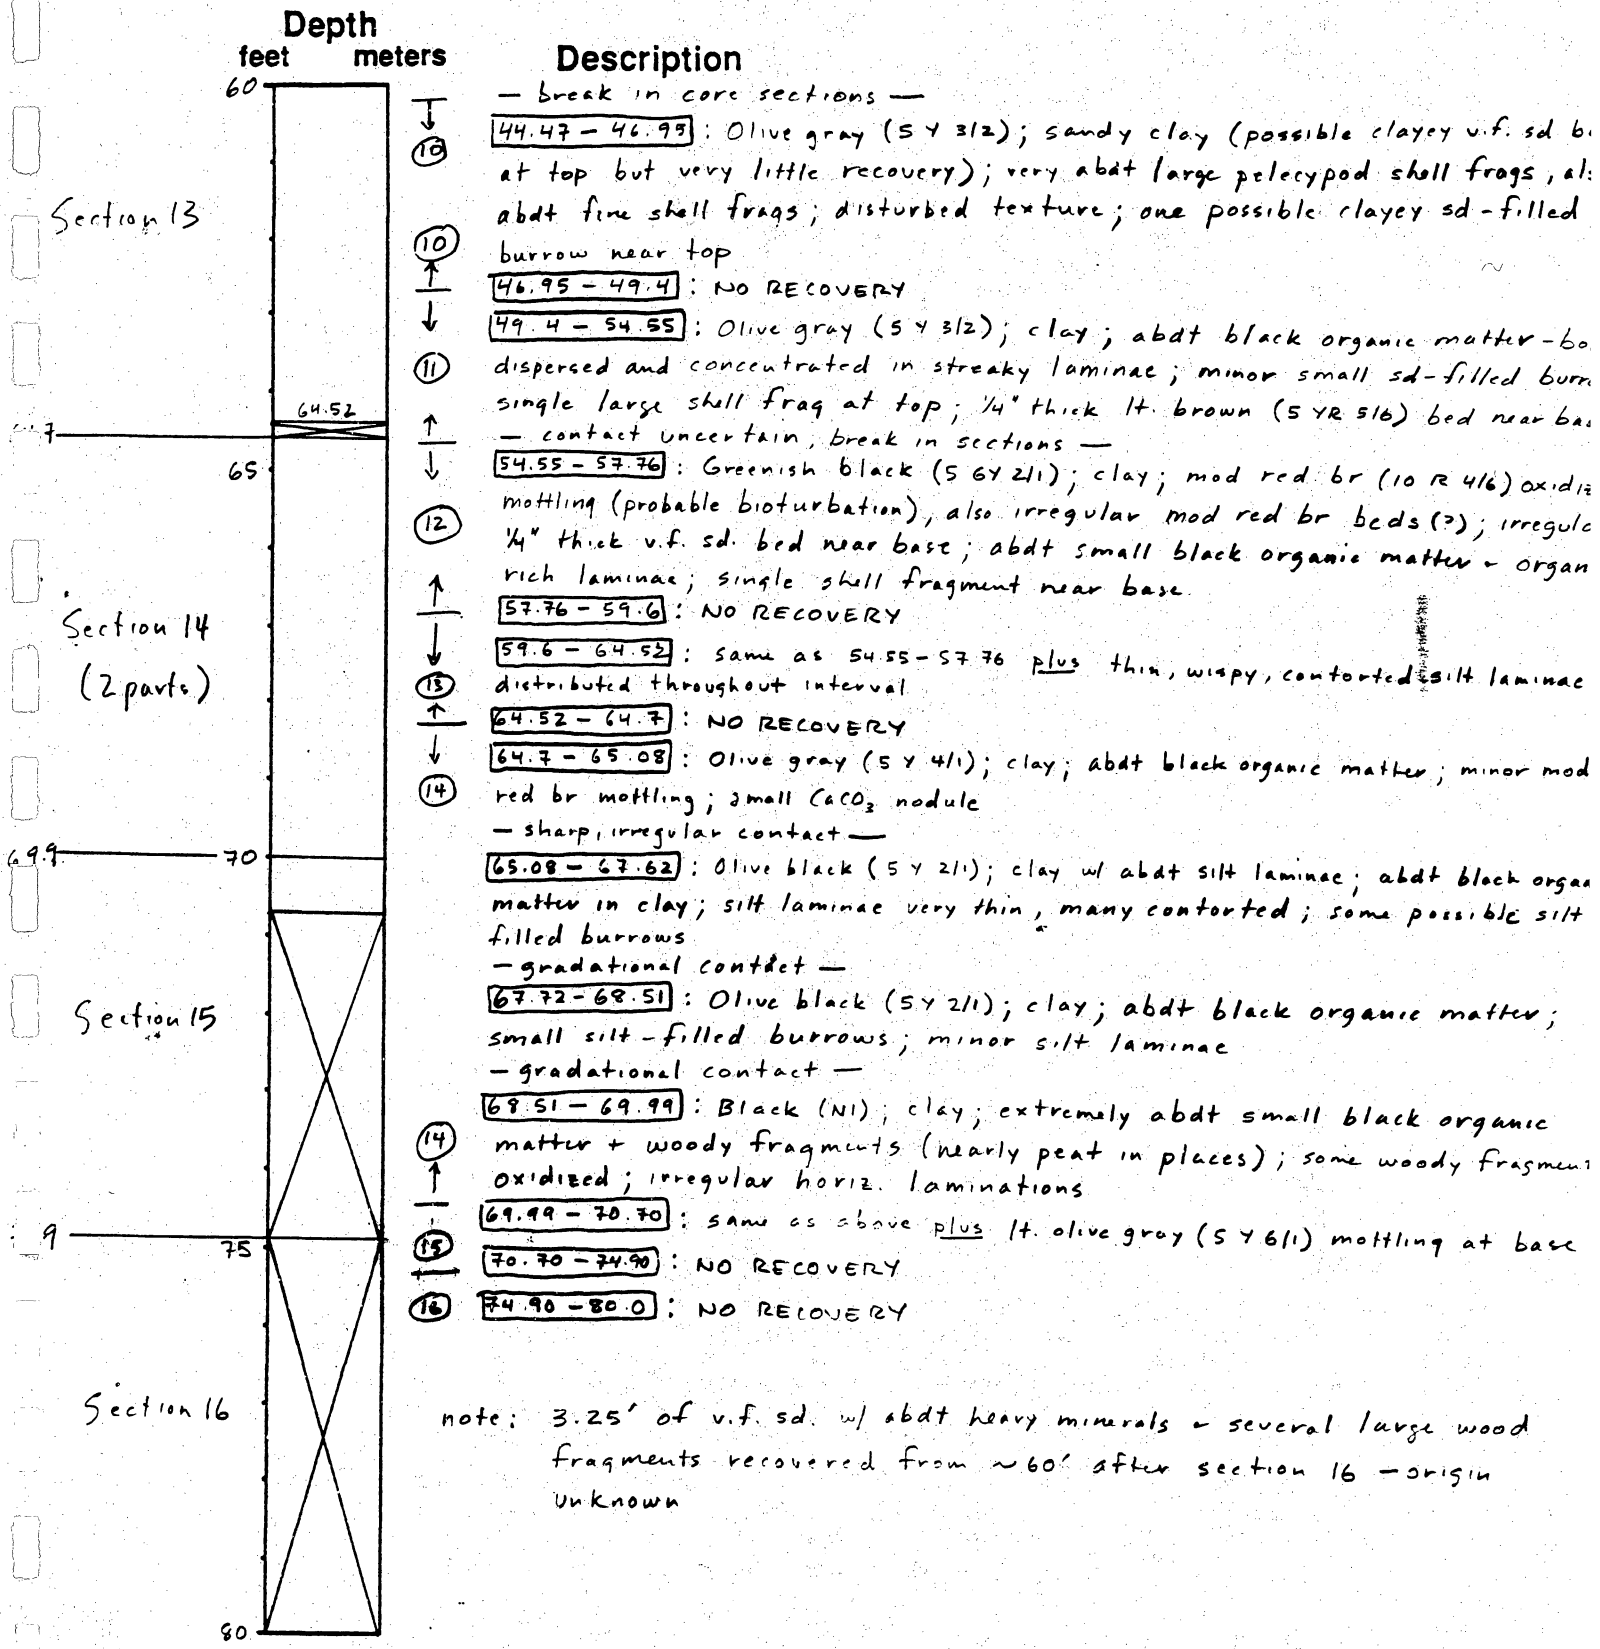 Depth
feet meters Description
60
— break in core sections —
44.47 – 46.95 : Olive gray (5 Y 3/2); sandy clay (possible clayey v.f. sd
at top but very little recovery); very abdt large pelecypod shell frags,
Section 13
abdt fine shell frags; disturbed texture; one possible clayey sd-filled
burrow near top
10
10
46.95 – 49.4 : NO RECOVERY
49.4 – 54.55 : Olive gray (5 Y 3/2); clay; abdt black organic matter -
11
dispersed and concentrated in streaky laminae; minor small sd-filled
single large shell frag at top; 1/4" thick lt. brown (5 YR 5/6) bed near
64.52
7
— contact uncertain, break in sections —
65
54.55 – 57.76 : Greenish black (5 GY 2/1); clay; mod red br (10 R 4/6)
mottling (probable bioturbation), also irregular mod red br beds (?);
12
1/4" thick v.f. sd. bed near base; abdt small black organic matter -
rich laminae; single shell fragment near base.
57.76 – 59.6 : NO RECOVERY
Section 14
(2 parts)
59.6 – 64.52 : same as 54.55 – 57.76 plus thin, wispy, contorted silt laminae
13
distributed throughout interval
64.52 – 64.7 : NO RECOVERY
64.7 – 65.08 : Olive gray (5 Y 4/1); clay; abdt black organic matter; minor mod
14
red br mottling; small CaCO₃ nodule
— sharp, irregular contact —
69.9 70
65.08 – 67.62 : Olive black (5 Y 2/1); clay w/ abdt silt laminae; abdt black
matter in clay; silt laminae very thin, many contorted; some possible silt
filled burrows
— gradational contact —
67.72 – 68.51 : Olive black (5 Y 2/1); clay; abdt black organic matter;
Section 15
small silt-filled burrows; minor silt laminae
— gradational contact —
68.51 – 69.99 : Black (N1); clay; extremely abdt small black organic
14
matter + woody fragments (nearly peat in places); some woody
oxidized; irregular horiz. laminations
69.99 – 70.70 : same as above plus lt. olive gray (5 Y 6/1) mottling at base
9
75
15
70.70 – 74.90 : NO RECOVERY
16
74.90 – 80.0 : NO RECOVERY
Section 16
note: 3.25' of v.f. sd. w/ abdt heavy minerals - several large wood
fragments recovered from ~60' after section 16 – origin
unknown
80